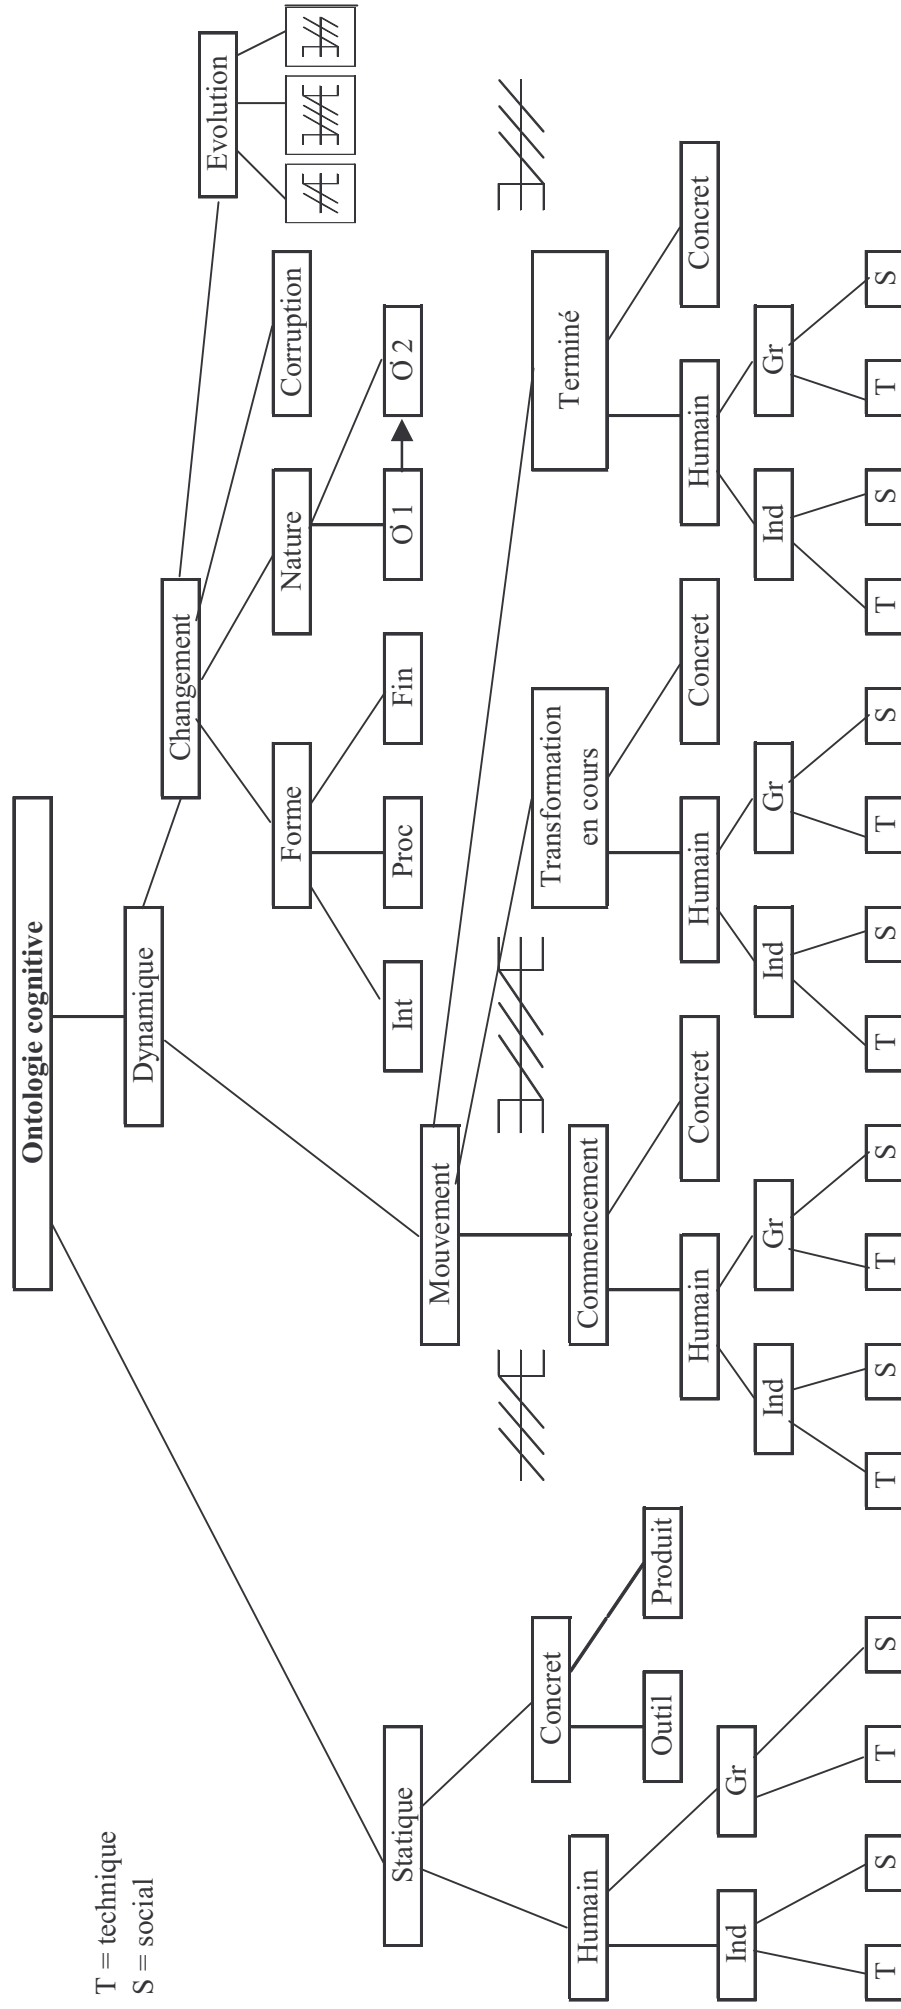 Ontologie cognitive
T = technique
S = social
Dynamique
Changement
Evolution
Forme
Nature
Corruption
Statique
Int
Proc
Fin
O 1
O 2
Mouvement
Concret
Transformation
en cours
Terminé
Humain
Commencement
Outil
Produit
Humain
Concret
Humain
Concret
Humain
Concret
Ind
Gr
Ind
Gr
Ind
Gr
Ind
Gr
T
S
T
S
T
S
T
S
T
S
T
S
T
S
T
S